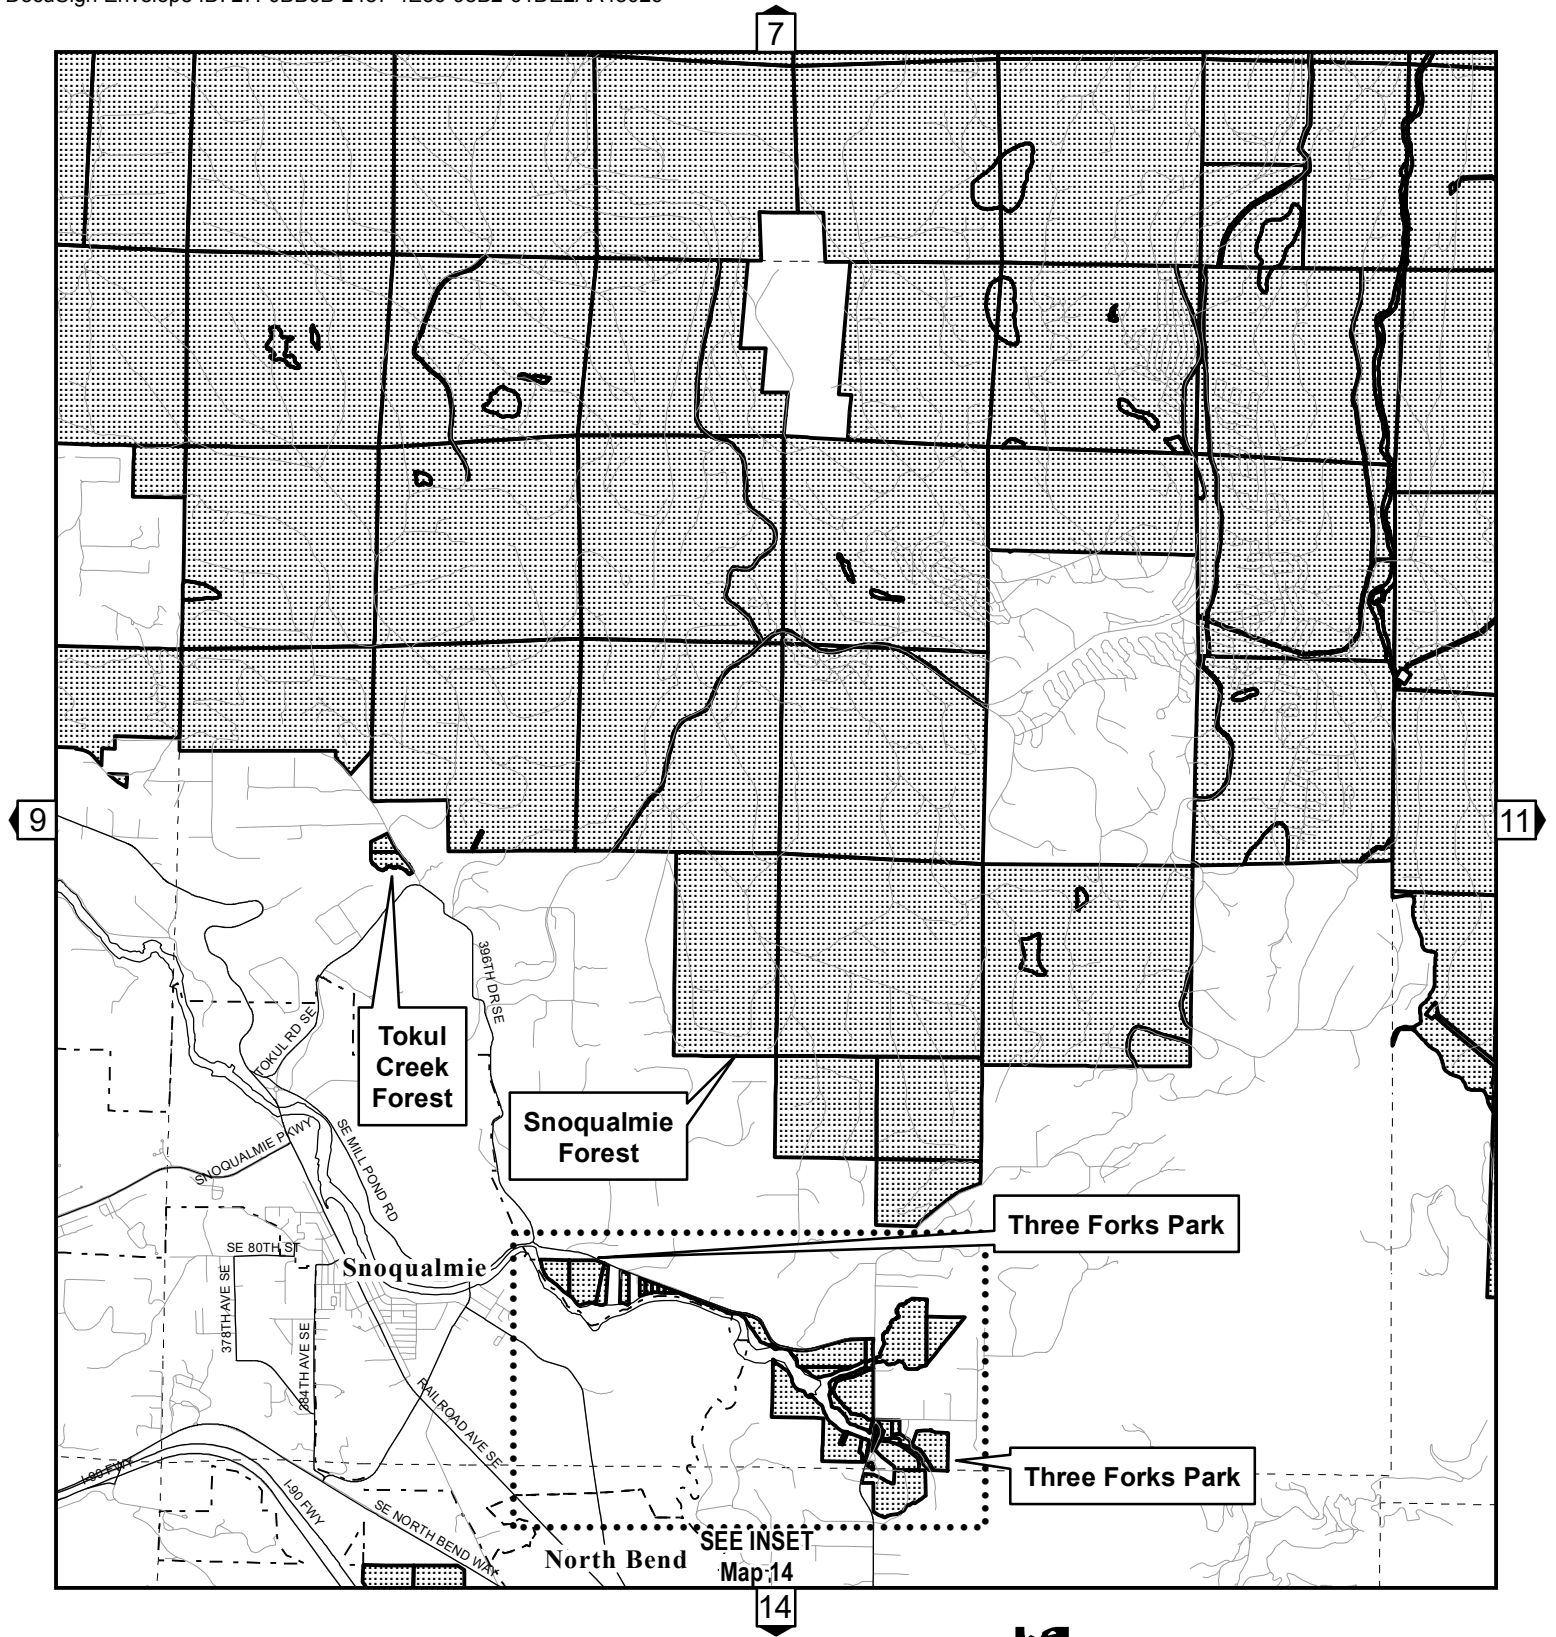 7
9
11
396TH DR SE
TOKUL RD SE
Tokul
Creek
Forest
Snoqualmie
Forest
SNOQUALMIE PKWY
SE MILL POND RD
Three Forks Park
SE 80TH ST
Snoqualmie
378TH AVE SE
384TH AVE SE
RAILROAD AVE SE
Three Forks Park
I-90 FWY
I-90 FWY
SE NORTH BEND WAY
North Bend
SEE INSET
Map 14
14